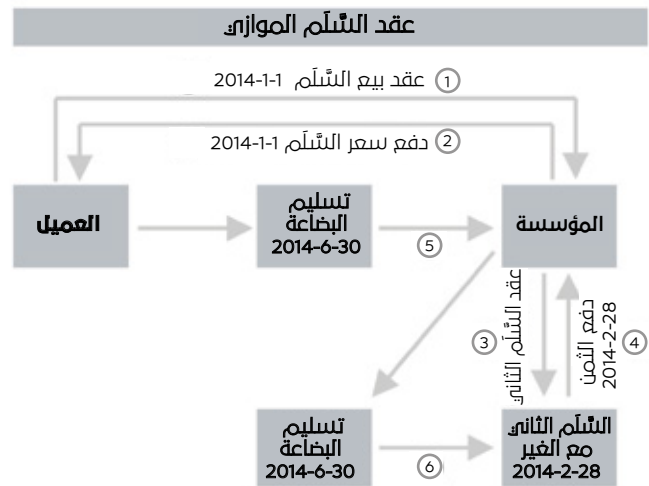 عقد السَّلَم الموازي
① عقد بيع السَّلَم 1-1-2014
② دفع سعر السَّلَم 1-1-2014
العميل
تسليم
البضاعة
30-6-2014
⑤
المؤسسة
③ عقد السَّلَم الثاني
دفع الثمن
28-2-2014
④
تسليم
البضاعة
30-6-2014
⑥
السَّلَم الثاني
مع الغير
28-2-2014